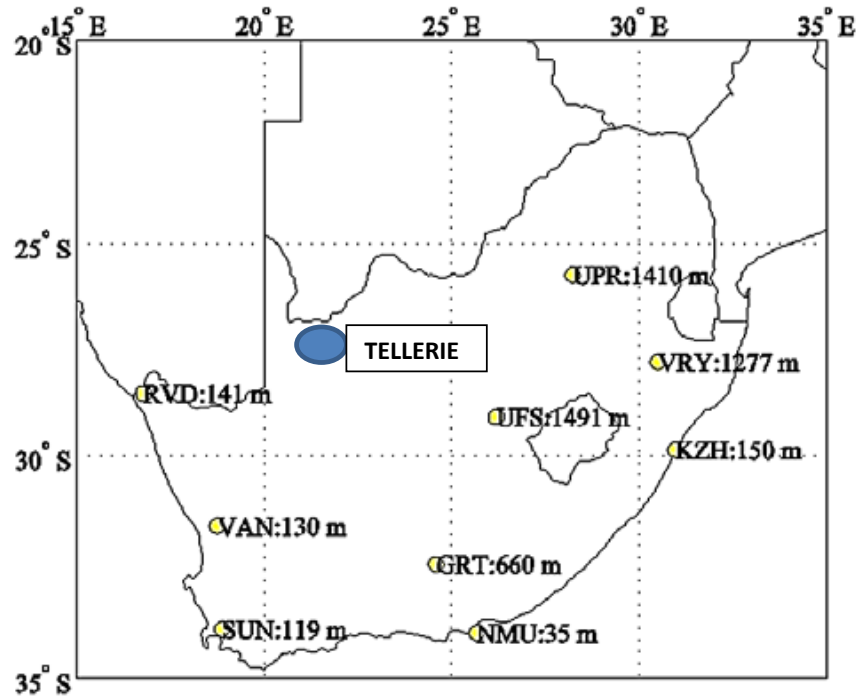 15° E 20° E 25° E 30° E 35° E
20° S
25° S
UPR:1410 m
TELLERIE
VRY:1277 m
RVD:141 m
UFS:1491 m
30° S
KZH:150 m
VAN:130 m
GRT:660 m
SUN:119 m
NMU:35 m
35° S